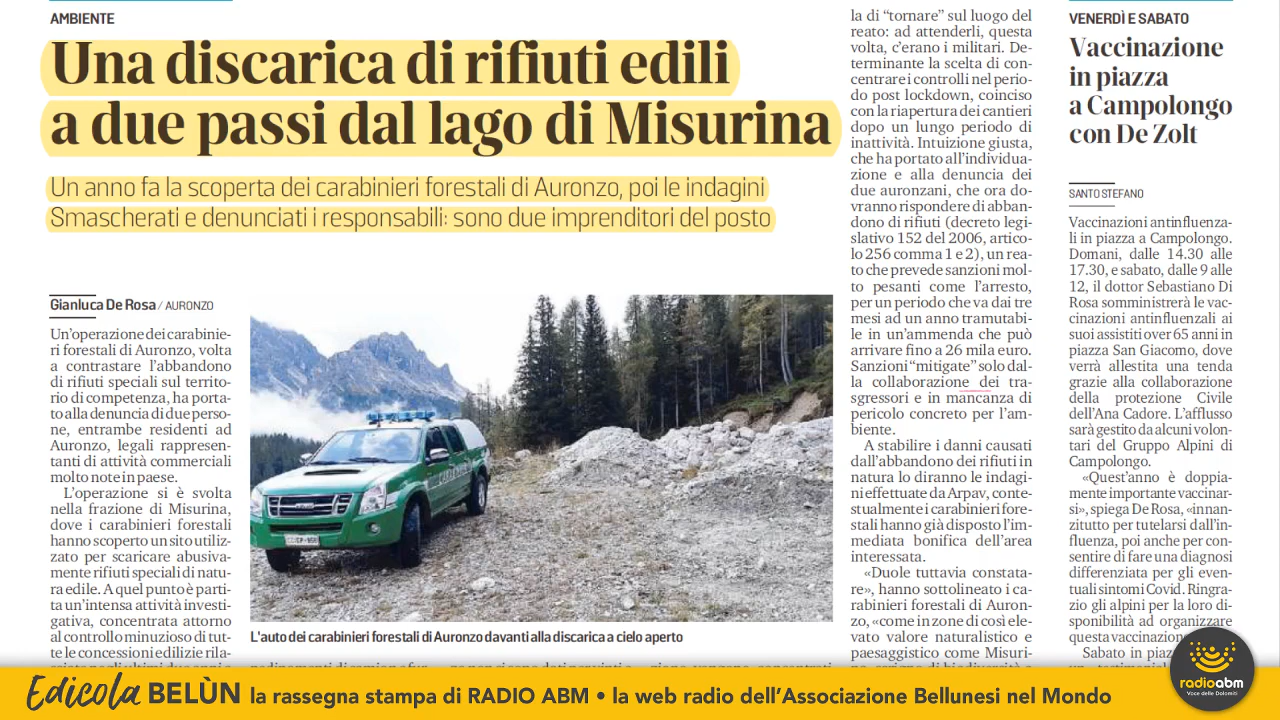 AMBIENTE
Una discarica di rifiuti edili
a due passi dal lago di Misurina
Un anno fa la scoperta dei carabinieri forestali di Auronzo, poi le indagini
Smascherati e denunciati i responsabili: sono due imprenditori del posto
Gianluca De Rosa / AURONZO
Un'operazione dei carabinie-
ri forestali di Auronzo, volta
a contrastare l'abbandono
di rifiuti speciali sul territo-
rio di competenza, ha porta-
to alla denuncia di due perso-
ne, entrambe residenti ad
Auronzo, legali rappresen-
tanti di attività commerciali
molto note in paese.
L'operazione si è svolta
nella frazione di Misurina,
dove i carabinieri forestali
hanno scoperto un sito utiliz-
zato per scaricare abusiva-
mente rifiuti speciali di natu-
ra edile. A quel punto è parti-
ta un'intensa attività investi-
gativa, concentrata attorno
al controllo minuzioso di tut-
te le concessioni edilizie rila-
L'auto dei carabinieri forestali di Auronzo davanti alla discarica a cielo aperto
la di "tornare" sul luogo del
reato: ad attenderli, questa
volta, c'erano i militari. De-
terminante la scelta di con-
centrare i controlli nel perio-
do post lockdown, coinciso
con la riapertura dei cantieri
dopo un lungo periodo di
inattività. Intuizione giusta,
che ha portato all'individua-
zione e alla denuncia dei
due auronzani, che ora do-
vranno rispondere di abban-
dono di rifiuti (decreto legi-
slativo 152 del 2006, artico-
lo 256 comma 1 e 2), un rea-
to che prevede sanzioni mol-
to pesanti come l'arresto,
per un periodo che va dai tre
mesi ad un anno tramutabi-
le in un'ammenda che può
arrivare fino a 26 mila euro.
Sanzioni "mitigate" solo dal-
la collaborazione dei tra-
sgressori e in mancanza di
pericolo concreto per l'am-
biente.
A stabilire i danni causati
dall'abbandono dei rifiuti in
natura lo diranno le indagi-
ni effettuate da Arpav, conte-
stualmente i carabinieri fore-
stali hanno già disposto l'im-
mediata bonifica dell'area
interessata.
«Duole tuttavia constata-
re», hanno sottolineato i ca-
rabinieri forestali di Auron-
zo, «come in zone di così ele-
vato valore naturalistico e
paesaggistico come Misuri-
VENERDÌ E SABATO
Vaccinazione
in piazza
a Campolongo
con De Zolt
SANTO STEFANO
Vaccinazioni antinfluenza-
li in piazza a Campolongo.
Domani, dalle 14.30 alle
17.30, e sabato, dalle 9 alle
12, il dottor Sebastiano Di
Rosa somministrerà le vac-
cinazioni antinfluenzali ai
suoi assistiti over 65 anni in
piazza San Giacomo, dove
verrà allestita una tenda
grazie alla collaborazione
della protezione Civile
dell'Ana Cadore. L'afflusso
sarà gestito da alcuni volon-
tari del Gruppo Alpini di
Campolongo.
«Quest'anno è doppia-
mente importante vaccinar-
si», spiega De Rosa, «innan-
zitutto per tutelarsi dall'in-
fluenza, poi anche per con-
sentire di fare una diagnosi
differenziata per gli even-
tuali sintomi Covid. Ringra-
zio gli alpini per la loro di-
sponibilità ad organizzare
questa vaccinazione
Sabato in piaz
Edicola BELÙN la rassegna stampa di RADIO ABM • la web radio dell'Associazione Bellunesi nel Mondo
radioabm
Voce delle Dolomiti